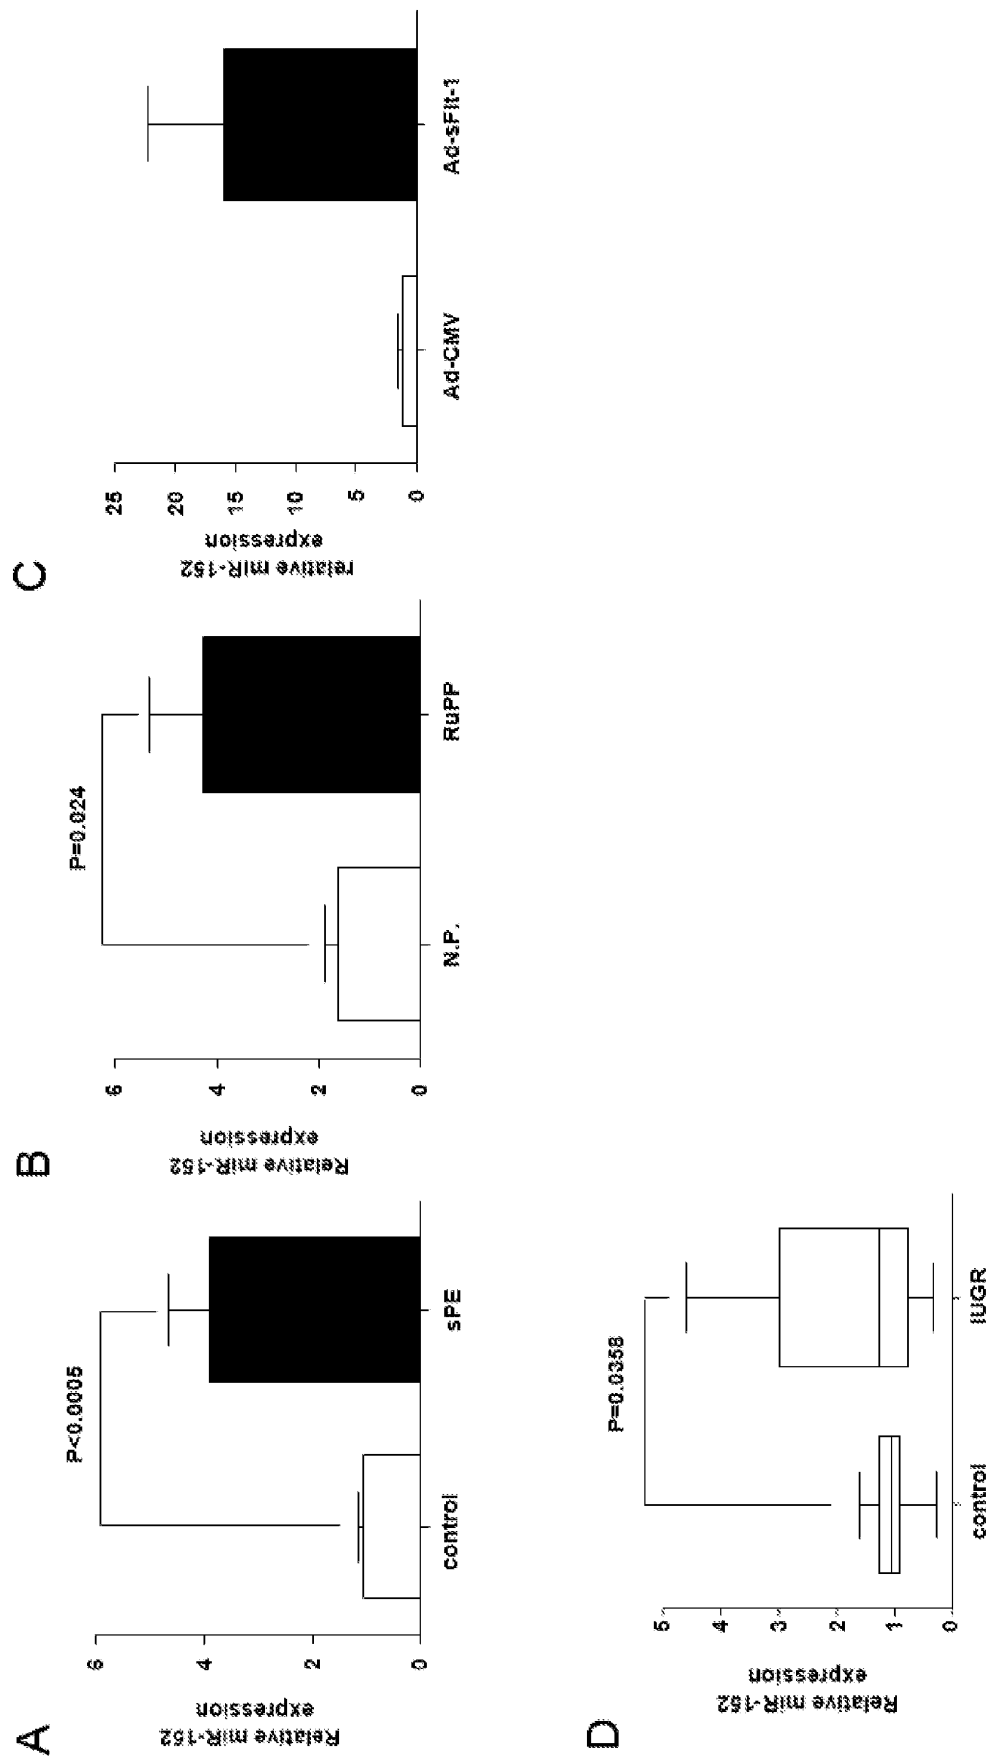 A
Relative miR-152
expression
6
4
2
0
P<0.0005
control
sPE
B
Relative miR-152
expression
6
4
2
0
P=0.024
N.P.
RuPP
C
relative miR-152
expression
25
20
15
10
5
0
Ad-CMV
Ad-sFlt-1
D
Relative miR-152
expression
5
4
3
2
1
0
P=0.0358
control
IUGR